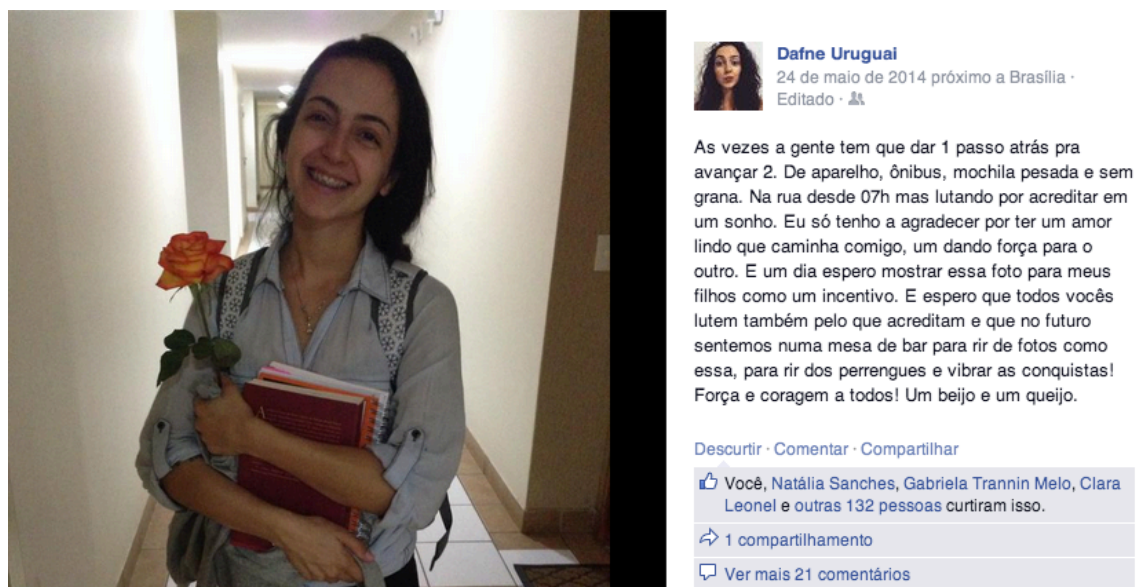 Dafne Uruguai
24 de maio de 2014 próximo a Brasília ·
Editado ·
As vezes a gente tem que dar 1 passo atrás pra
avançar 2. De aparelho, ônibus, mochila pesada e sem
grana. Na rua desde 07h mas lutando por acreditar em
um sonho. Eu só tenho a agradecer por ter um amor
lindo que caminha comigo, um dando força para o
outro. E um dia espero mostrar essa foto para meus
filhos como um incentivo. E espero que todos vocês
lutem também pelo que acreditam e que no futuro
sentemos numa mesa de bar para rir de fotos como
essa, para rir dos perrengues e vibrar as conquistas!
Força e coragem a todos! Um beijo e um queijo.
Descurtir · Comentar · Compartilhar
Você, Natália Sanches, Gabriela Trannin Melo, Clara
Leonel e outras 132 pessoas curtiram isso.
1 compartilhamento
Ver mais 21 comentários